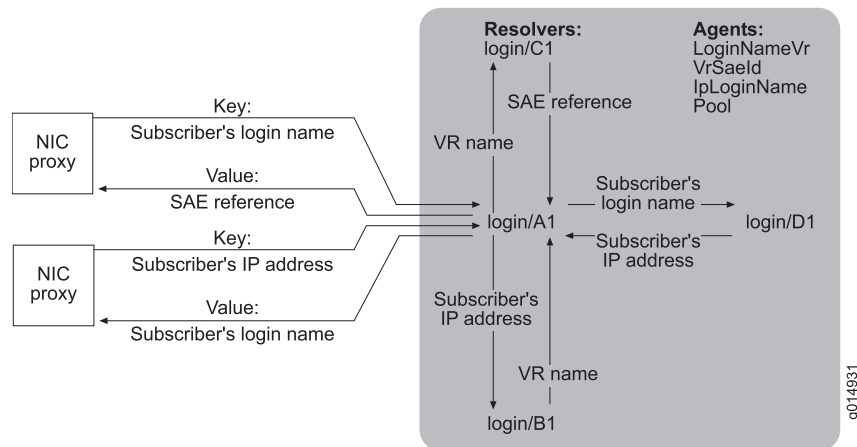 Resolvers:
login/C1
Agents:
LoginNameVr
VrSaeId
IpLoginName
Pool
SAE reference
VR name
NIC
proxy
Key:
Subscriber's login name
Value:
SAE reference
NIC
proxy
Key:
Subscriber's IP address
Value:
Subscriber's login name
login/A1
Subscriber's
login name
login/D1
Subscriber's
IP address
Subscriber's
IP address
VR name
login/B1
g014931